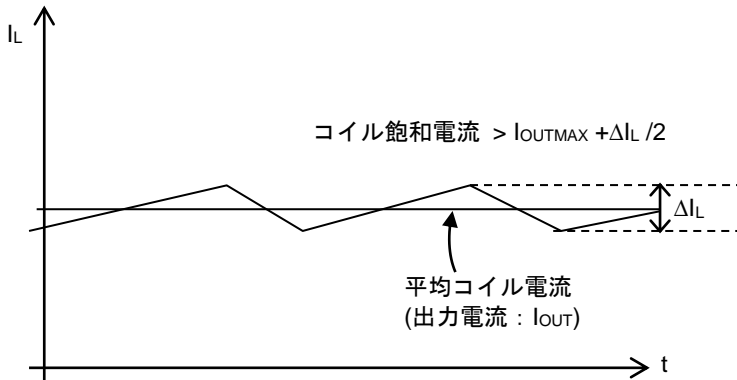 IL
コイル飽和電流 > IOUTMAX +ΔIL /2
ΔIL
平均コイル電流
(出力電流 : IOUT)
t